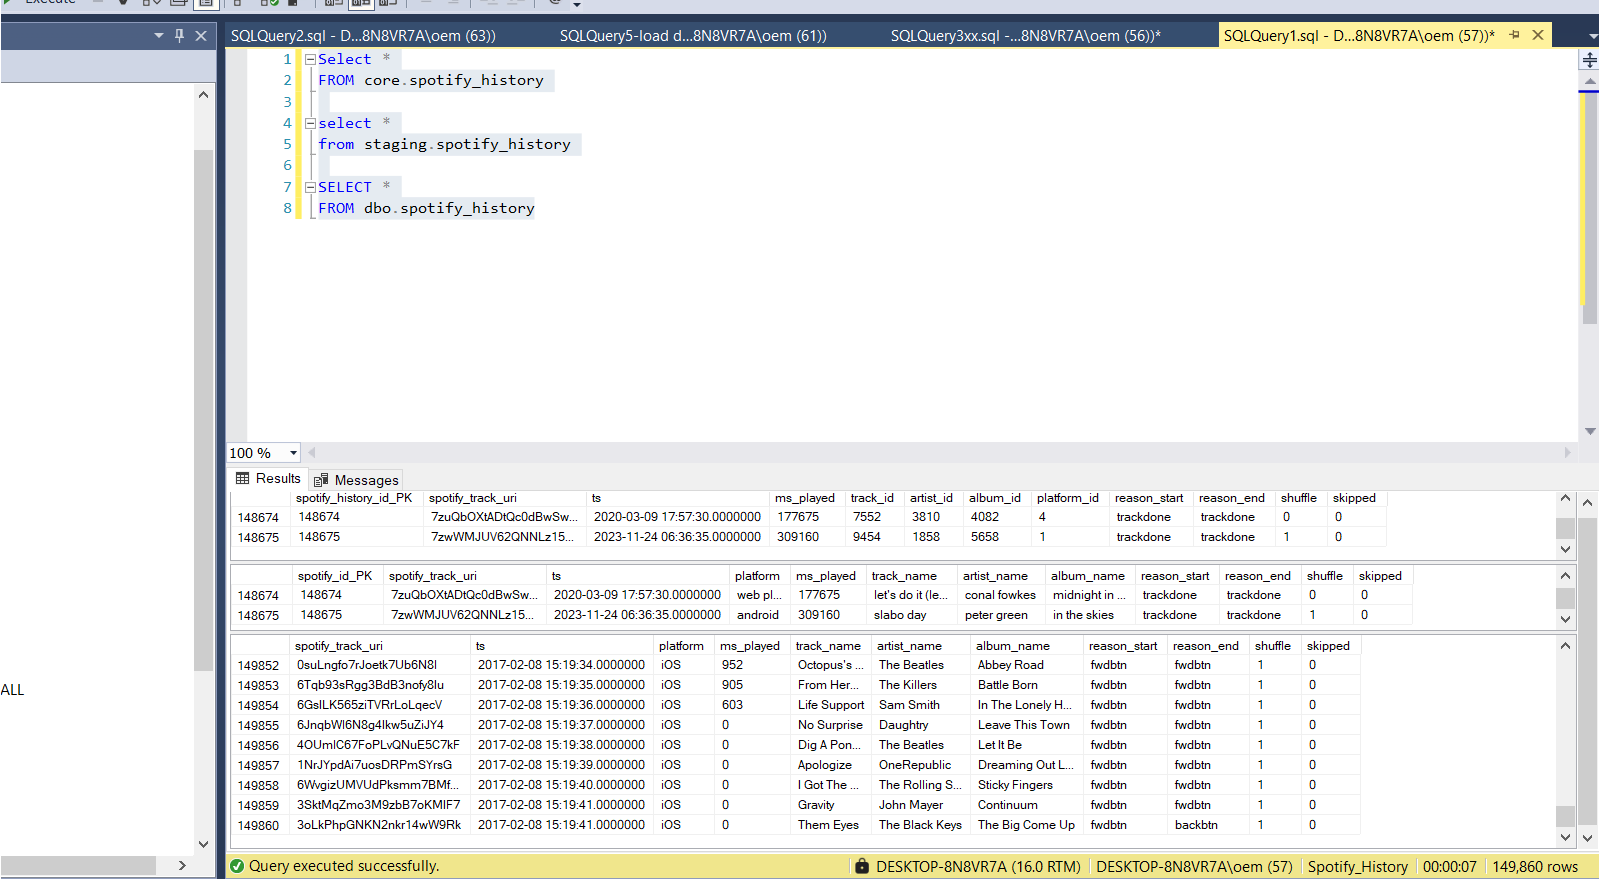 Execute
SQLQuery2.sql - D...8N8VR7A\oem (63)) SQLQuery5-load d...8N8VR7A\oem (61)) SQLQuery3xx.sql -...8N8VR7A\oem (56))* SQLQuery1.sql - D...8N8VR7A\oem (57))*
1 Select *
2 FROM core.spotify_history
3
4 select *
5 from staging.spotify_history
6
7 SELECT *
8 FROM dbo.spotify_history
ALL
100 %
Results Messages
spotify_history_id_PK spotify_track_uri ts ms_played track_id artist_id album_id platform_id reason_start reason_end shuffle skipped
148674 148674 7zuQbOXtADtQc0dBwSw... 2020-03-09 17:57:30.0000000 177675 7552 3810 4082 4 trackdone trackdone 0 0
148675 148675 7zwWMJUV62QNNLz15... 2023-11-24 06:36:35.0000000 309160 9454 1858 5658 1 trackdone trackdone 1 0
spotify_id_PK spotify_track_uri ts platform ms_played track_name artist_name album_name reason_start reason_end shuffle skipped
148674 148674 7zuQbOXtADtQc0dBwSw... 2020-03-09 17:57:30.0000000 web pl... 177675 let's do it (le... conal fowkes midnight in ... trackdone trackdone 0 0
148675 148675 7zwWMJUV62QNNLz15... 2023-11-24 06:36:35.0000000 android 309160 slabo day peter green in the skies trackdone trackdone 1 0
spotify_track_uri ts platform ms_played track_name artist_name album_name reason_start reason_end shuffle skipped
149852 0suLngfo7rJoetk7Ub6N8l 2017-02-08 15:19:34.0000000 iOS 952 Octopus's ... The Beatles Abbey Road fwdbtn fwdbtn 1 0
149853 6Tqb93sRgg3BdB3nofy8lu 2017-02-08 15:19:35.0000000 iOS 905 From Her... The Killers Battle Born fwdbtn fwdbtn 1 0
149854 6GsILK565ziTVRrLoLqecV 2017-02-08 15:19:36.0000000 iOS 603 Life Support Sam Smith In The Lonely H... fwdbtn fwdbtn 1 0
149855 6JnqbWl6N8g4lkw5uZiJY4 2017-02-08 15:19:37.0000000 iOS 0 No Surprise Daughtry Leave This Town fwdbtn fwdbtn 1 0
149856 4OUmlC67FoPLvQNuE5C7kF 2017-02-08 15:19:38.0000000 iOS 0 Dig A Pon... The Beatles Let It Be fwdbtn fwdbtn 1 0
149857 1NrJYpdAi7uosDRPmSYrsG 2017-02-08 15:19:39.0000000 iOS 0 Apologize OneRepublic Dreaming Out L... fwdbtn fwdbtn 1 0
149858 6WvgizUMVUdPksmm7BMf... 2017-02-08 15:19:40.0000000 iOS 0 I Got The ... The Rolling S... Sticky Fingers fwdbtn fwdbtn 1 0
149859 3SktMqZmo3M9zbB7oKMIF7 2017-02-08 15:19:41.0000000 iOS 0 Gravity John Mayer Continuum fwdbtn fwdbtn 1 0
149860 3oLkPhpGNKN2nkr14wW9Rk 2017-02-08 15:19:41.0000000 iOS 0 Them Eyes The Black Keys The Big Come Up fwdbtn backbtn 1 0
Query executed successfully. DESKTOP-8N8VR7A (16.0 RTM) DESKTOP-8N8VR7A\oem (57) Spotify_History 00:00:07 149,860 rows